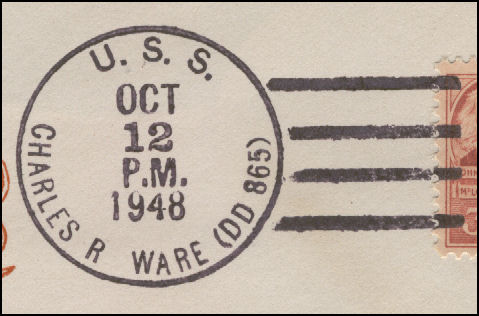 U. S. S.
OCT
12
P.M.
1948
CHARLES R WARE (DD 865)